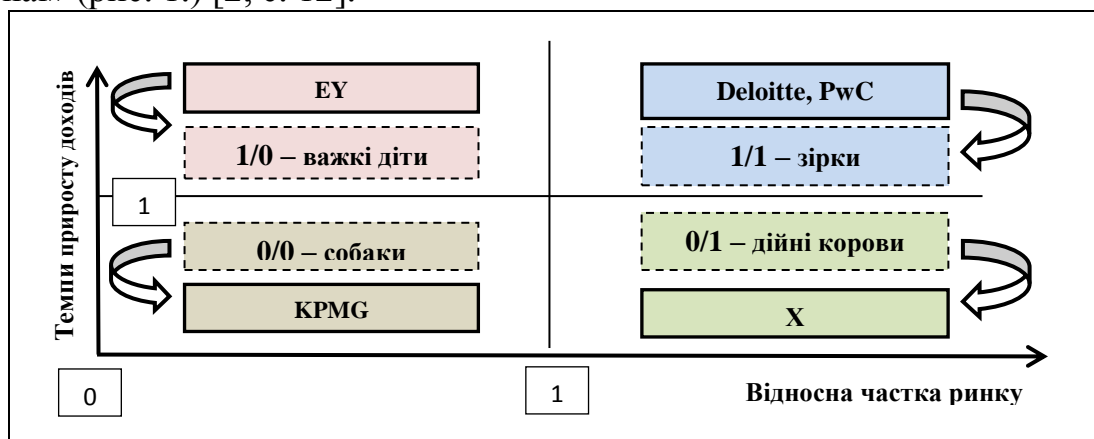 (рис. 1.) [2, с. 12].
Темпи приросту доходів
EY
Deloitte, PwC
1/0 – важкі діти
1/1 – зірки
1
0/0 – собаки
0/1 – дійні корови
KPMG
X
0
1
Відносна частка ринку